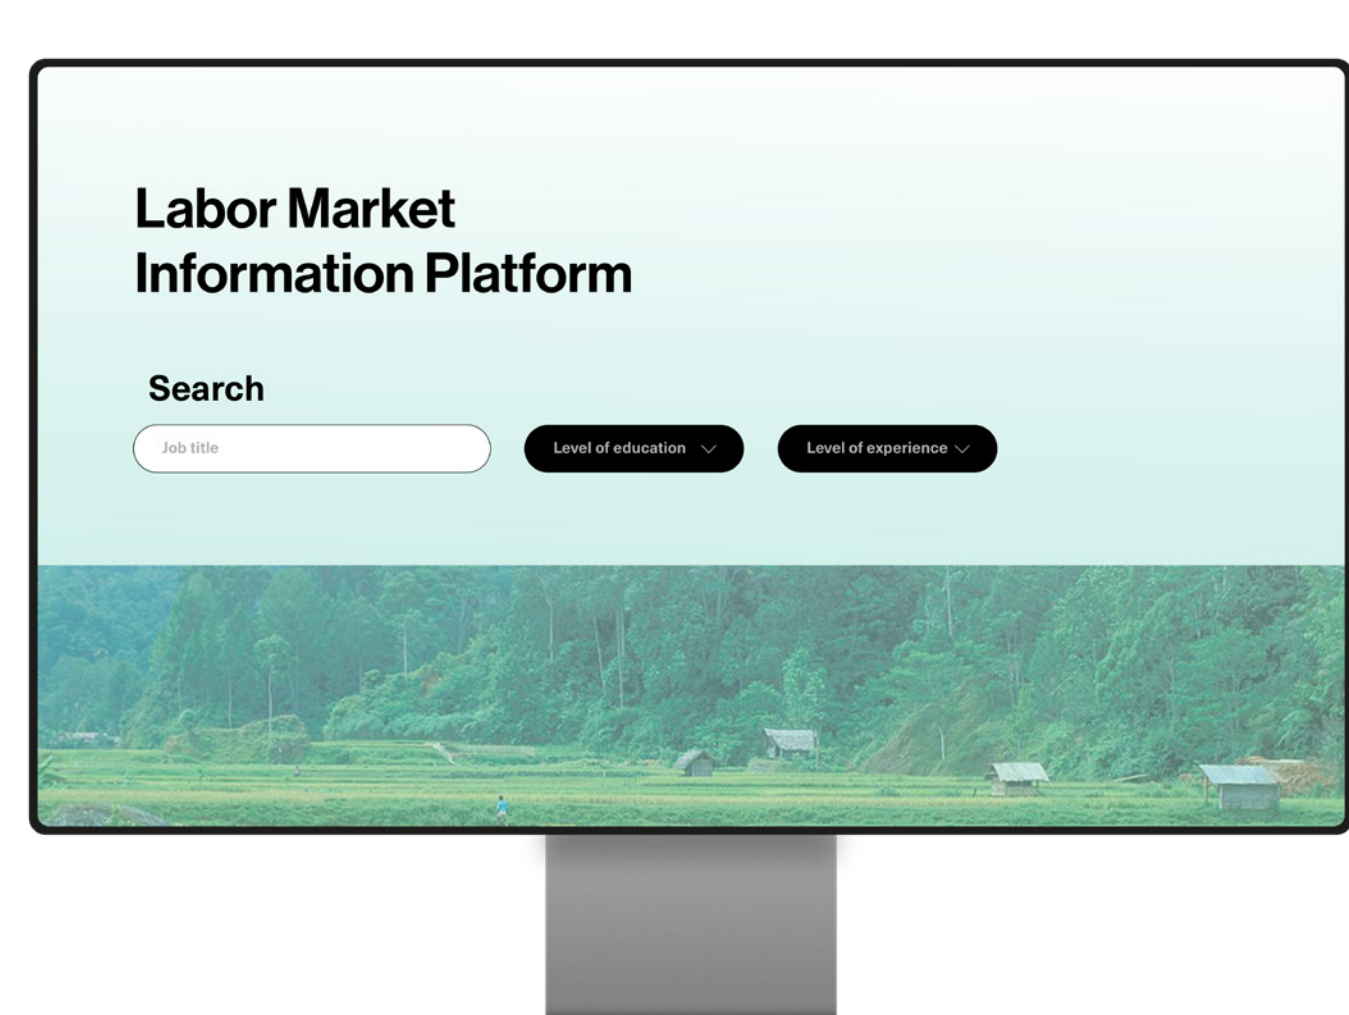 Labor Market
Information Platform
Search
Job title
Level of education
Level of experience